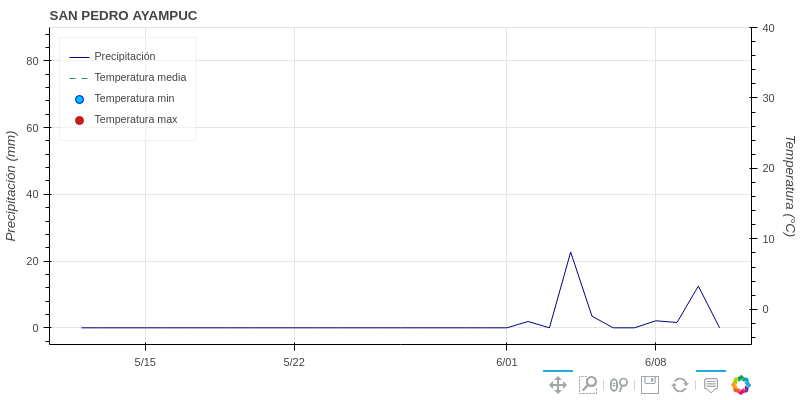 SAN PEDRO AYAMPUC
Precipitación
Temperatura media
Temperatura min
Temperatura max
Precipitación (mm)
80
60
40
20
0
Temperatura (°C)
40
30
20
10
0
5/15 5/22 6/01 6/08